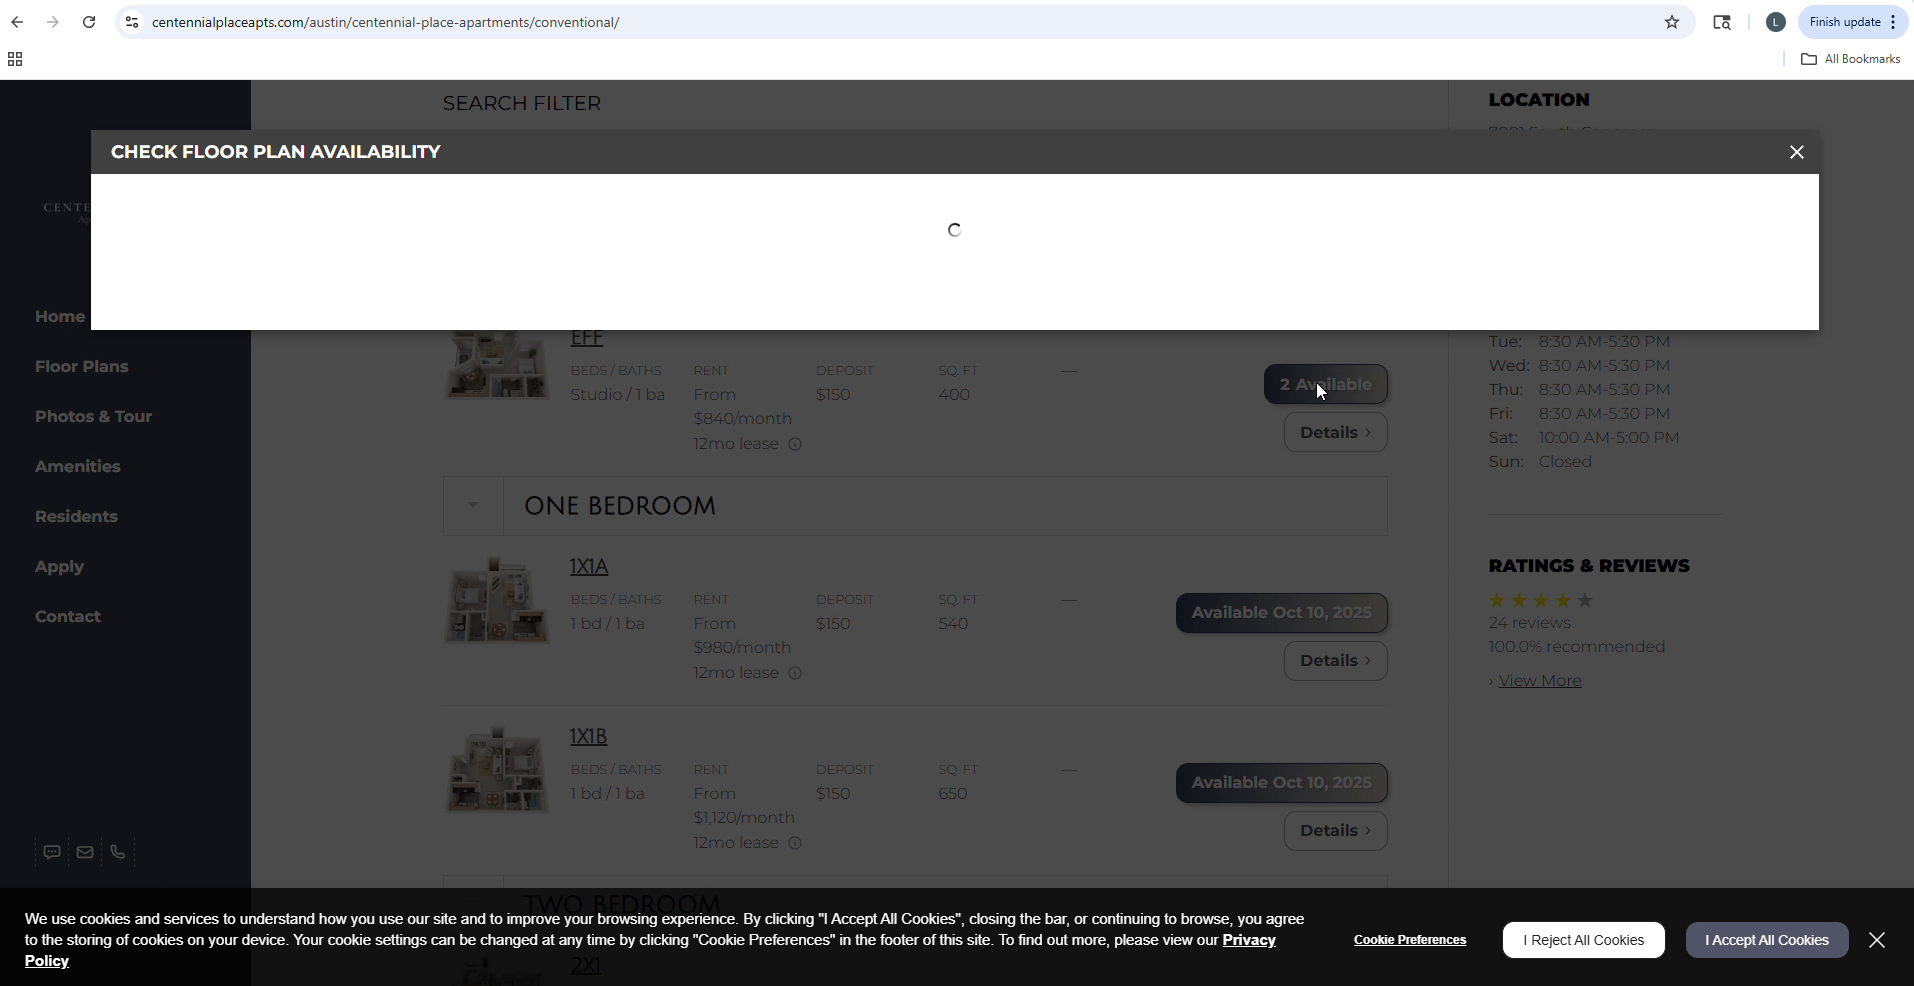 centennialplaceapts.com/austin/centennial-place-apartments/conventional/
L
Finish update
All Bookmarks
SEARCH FILTER
LOCATION
CHECK FLOOR PLAN AVAILABILITY
CENTE
Ap
Home
Floor Plans
Photos & Tour
Amenities
Residents
Apply
Contact
EFF
BEDS / BATHS RENT DEPOSIT SQ. FT —
Studio / 1 ba From $150 400
$840/month
12mo lease
2 Available
Details ›
ONE BEDROOM
1X1A
BEDS / BATHS RENT DEPOSIT SQ. FT —
1 bd / 1 ba From $150 540
$980/month
12mo lease
Available Oct 10, 2025
Details ›
1X1B
BEDS / BATHS RENT DEPOSIT SQ. FT —
1 bd / 1 ba From $150 650
$1,120/month
12mo lease
Available Oct 10, 2025
Details ›
TWO BEDROOM
2X1
Tue: 8:30 AM-5:30 PM
Wed: 8:30 AM-5:30 PM
Thu: 8:30 AM-5:30 PM
Fri: 8:30 AM-5:30 PM
Sat: 10:00 AM-5:00 PM
Sun: Closed
RATINGS & REVIEWS
24 reviews
100.0% recommended
› View More
We use cookies and services to understand how you use our site and to improve your browsing experience. By clicking "I Accept All Cookies", closing the bar, or continuing to browse, you agree
to the storing of cookies on your device. Your cookie settings can be changed at any time by clicking "Cookie Preferences" in the footer of this site. To find out more, please view our Privacy
Policy
Cookie Preferences
I Reject All Cookies
I Accept All Cookies